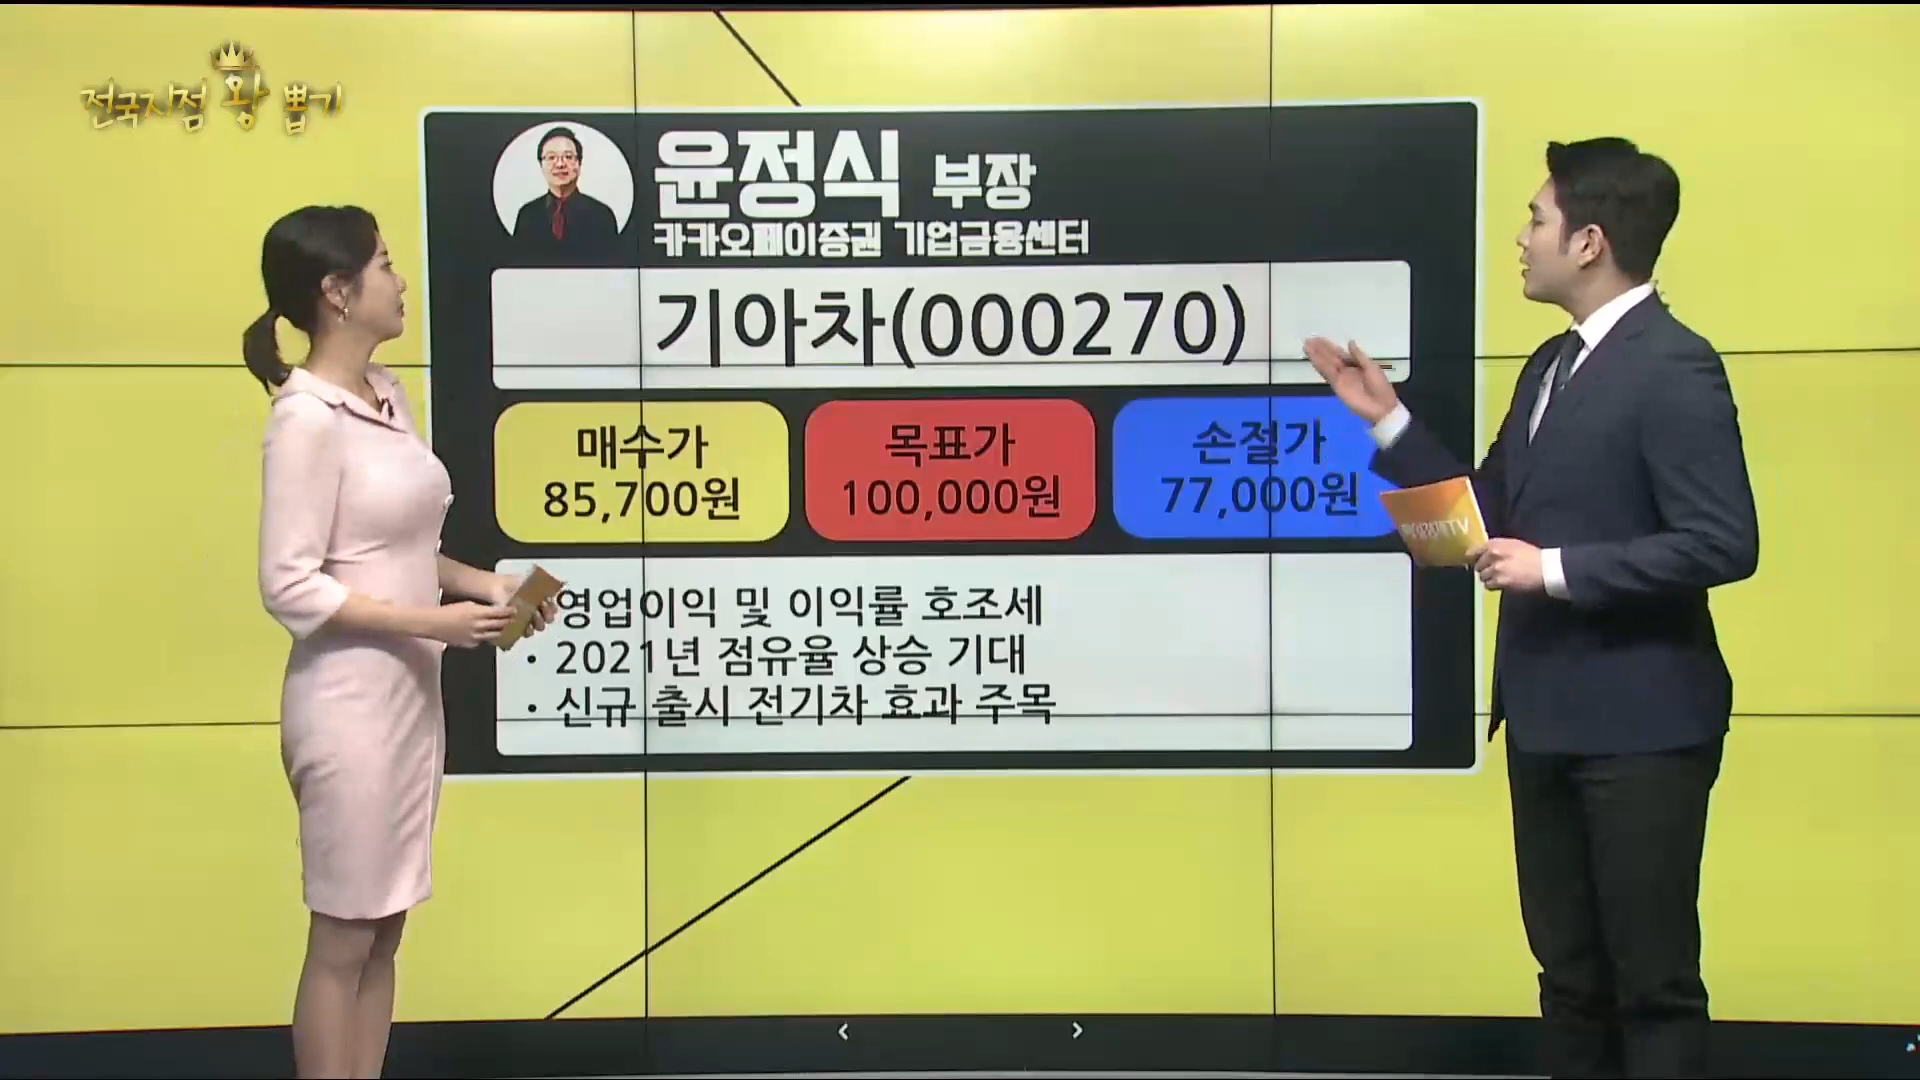 전국지점 황 뽑기
윤정식 부장
카카오페이증권 기업금융센터
기아차(000270)
매수가
85,700원
목표가
100,000원
손절가
77,000원
영업이익 및 이익률 호조세
• 2021년 점유율 상승 기대
• 신규 출시 전기차 효과 주목
TV